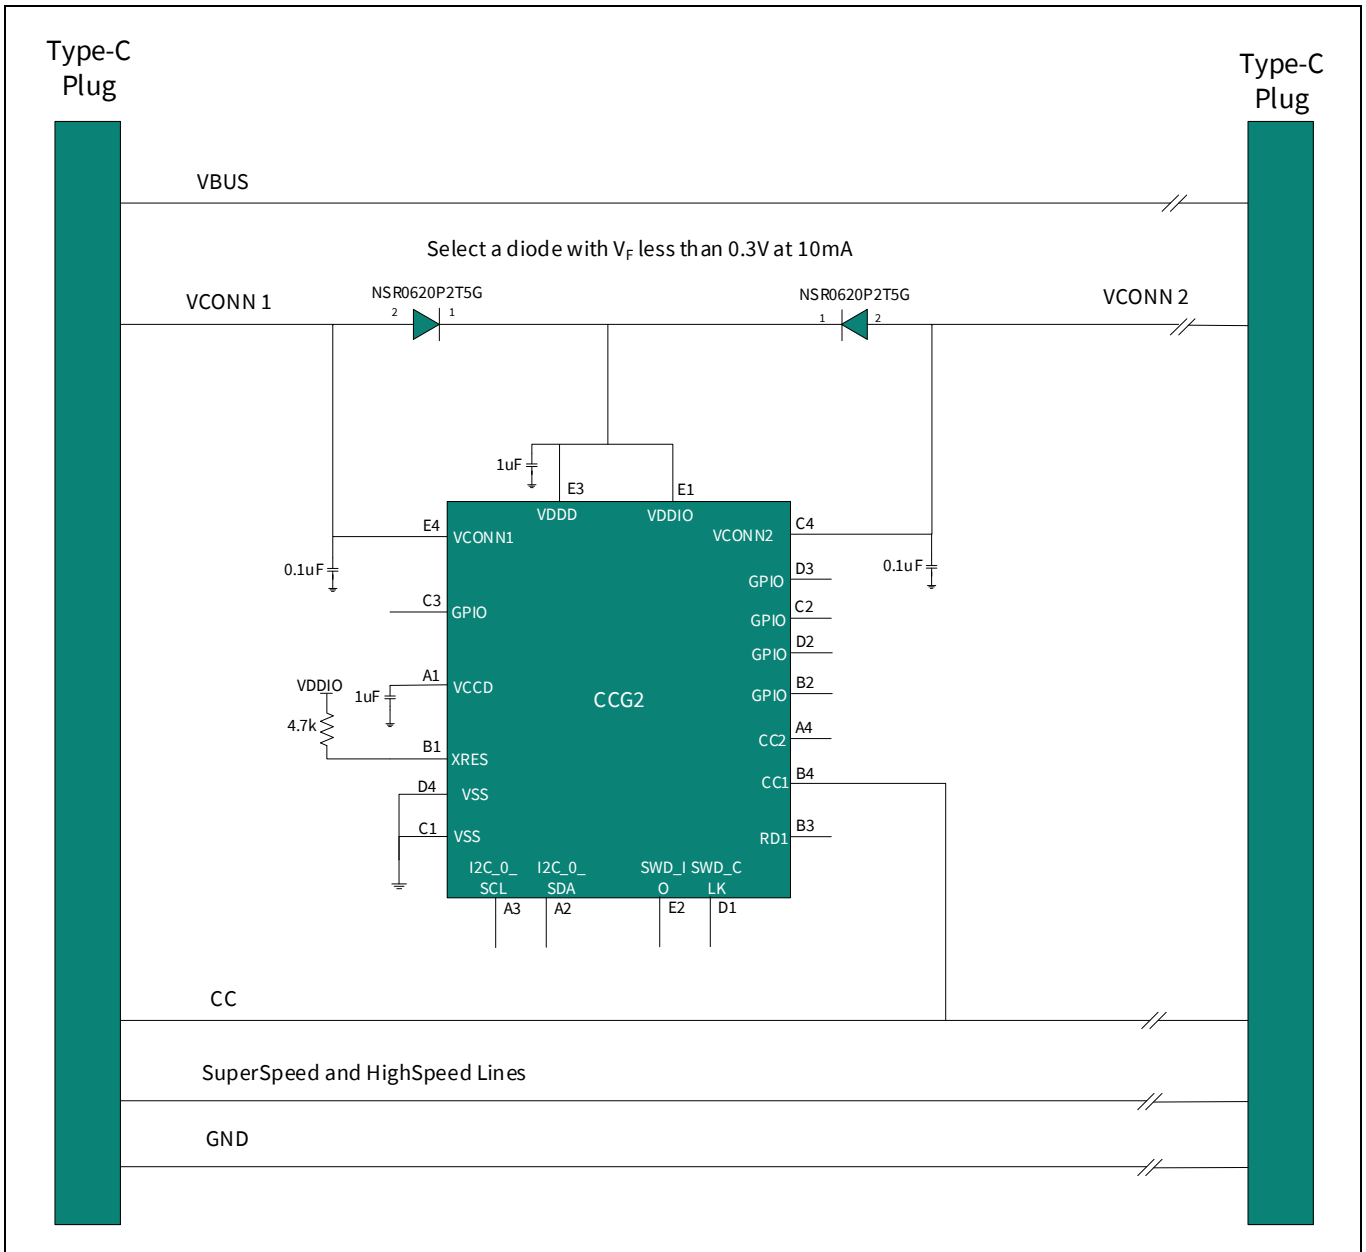 Type-C
Plug
Type-C
Plug
VBUS
Select a diode with VF less than 0.3V at 10mA
VCONN 1
NSR0620P2T5G
2
1
NSR0620P2T5G
1
2
VCONN 2
1uF
E3
E1
VDDD
VDDIO
E4
VCONN1
VCONN2
C4
0.1uF
0.1uF
D3
GPIO
C3
GPIO
C2
GPIO
D2
GPIO
A1
VCCD
1uF
VDDIO
4.7k
CCG2
B2
GPIO
A4
CC2
B1
XRES
B4
CC1
D4
VSS
C1
VSS
B3
RD1
I2C_0_
SCL
I2C_0_
SDA
SWD_I
O
SWD_C
LK
A3
A2
E2
D1
CC
SuperSpeed and HighSpeed Lines
GND